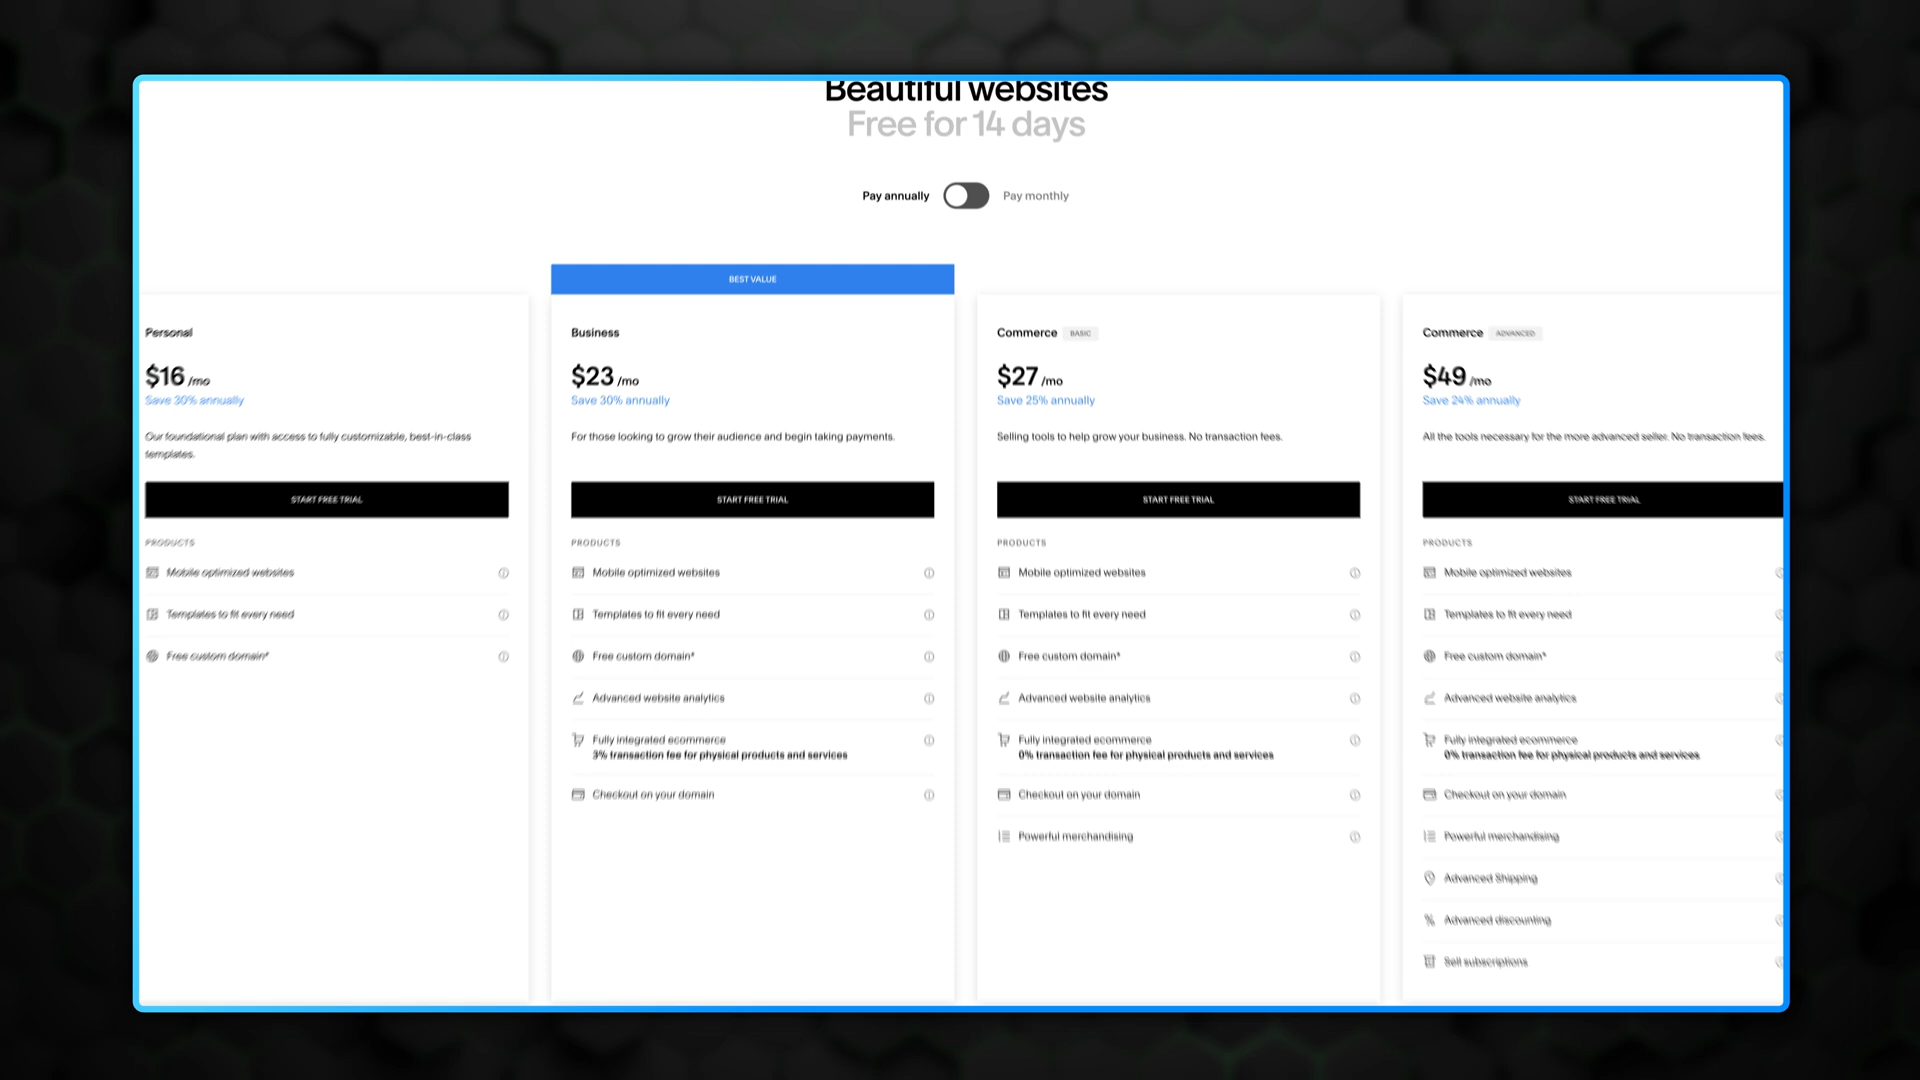 Beautiful websites
Free for 14 days
Pay annually
Pay monthly
BEST VALUE
Personal
$16 /mo
Save 30% annually
Our foundational plan with access to fully customizable, best-in-class
templates.
START FREE TRIAL
PRODUCTS
Mobile optimized websites
Templates to fit every need
Free custom domain*
Business
$23 /mo
Save 30% annually
For those looking to grow their audience and begin taking payments.
START FREE TRIAL
PRODUCTS
Mobile optimized websites
Templates to fit every need
Free custom domain*
Advanced website analytics
Fully integrated ecommerce
3% transaction fee for physical products and services
Checkout on your domain
Commerce BASIC
$27 /mo
Save 25% annually
Selling tools to help grow your business. No transaction fees.
START FREE TRIAL
PRODUCTS
Mobile optimized websites
Templates to fit every need
Free custom domain*
Advanced website analytics
Fully integrated ecommerce
0% transaction fee for physical products and services
Checkout on your domain
Powerful merchandising
Commerce ADVANCED
$49 /mo
Save 24% annually
All the tools necessary for the more advanced seller. No transaction fees.
START FREE TRIAL
PRODUCTS
Mobile optimized websites
Templates to fit every need
Free custom domain*
Advanced website analytics
Fully integrated ecommerce
0% transaction fee for physical products and services
Checkout on your domain
Powerful merchandising
Advanced Shipping
Advanced discounting
Sell subscriptions